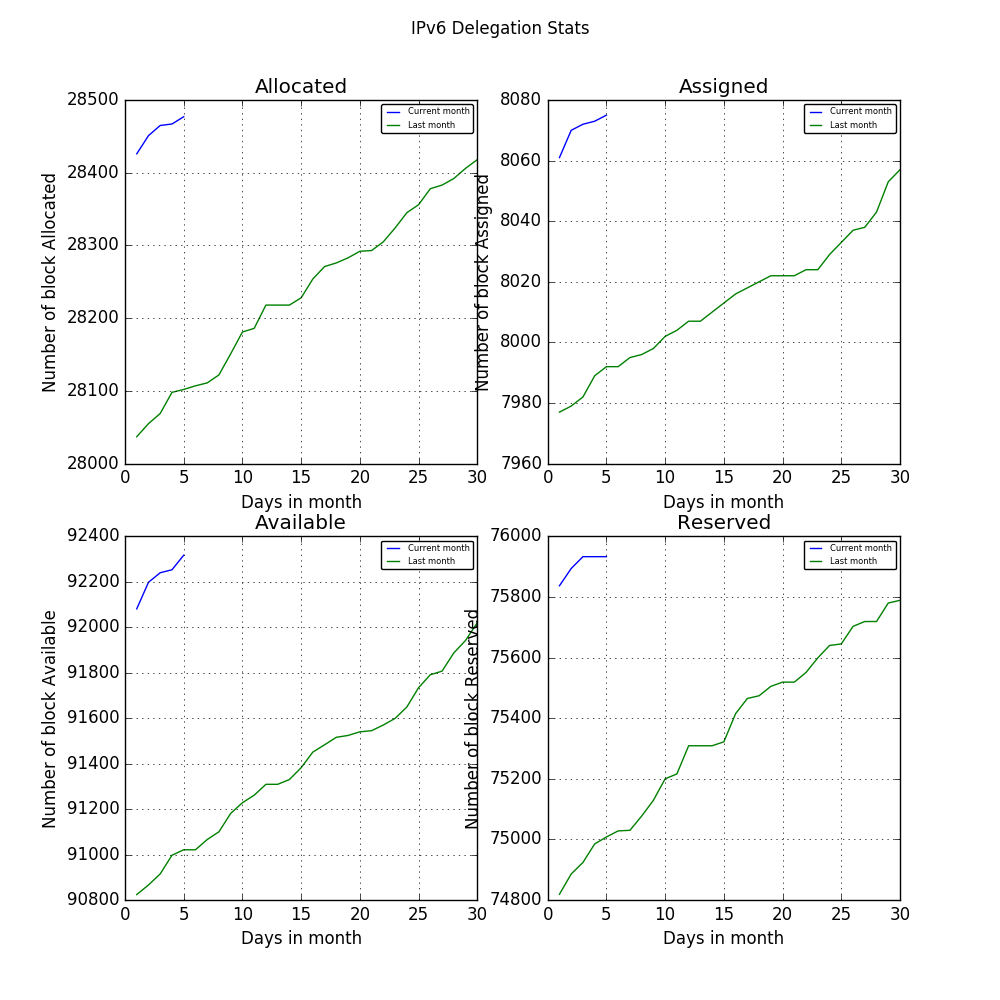 IPv6 Delegation Stats
Allocated
Number of block Allocated
28500
28400
28300
28200
28100
28000
Current month
Last month
0 5 10 15 20 25 30
Days in month
Assigned
Number of block Assigned
8080
8060
8040
8020
8000
7980
7960
Current month
Last month
0 5 10 15 20 25 30
Days in month
Available
Number of block Available
92400
92200
92000
91800
91600
91400
91200
91000
90800
Current month
Last month
0 5 10 15 20 25 30
Days in month
Reserved
Number of block Reserved
76000
75800
75600
75400
75200
75000
74800
Current month
Last month
0 5 10 15 20 25 30
Days in month